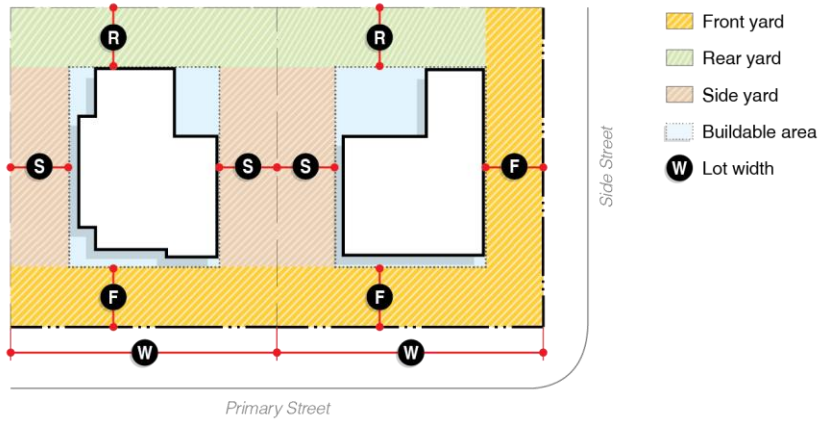 R R
S S S F
F F
W W
Primary Street
Side Street
Front yard
Rear yard
Side yard
Buildable area
W Lot width